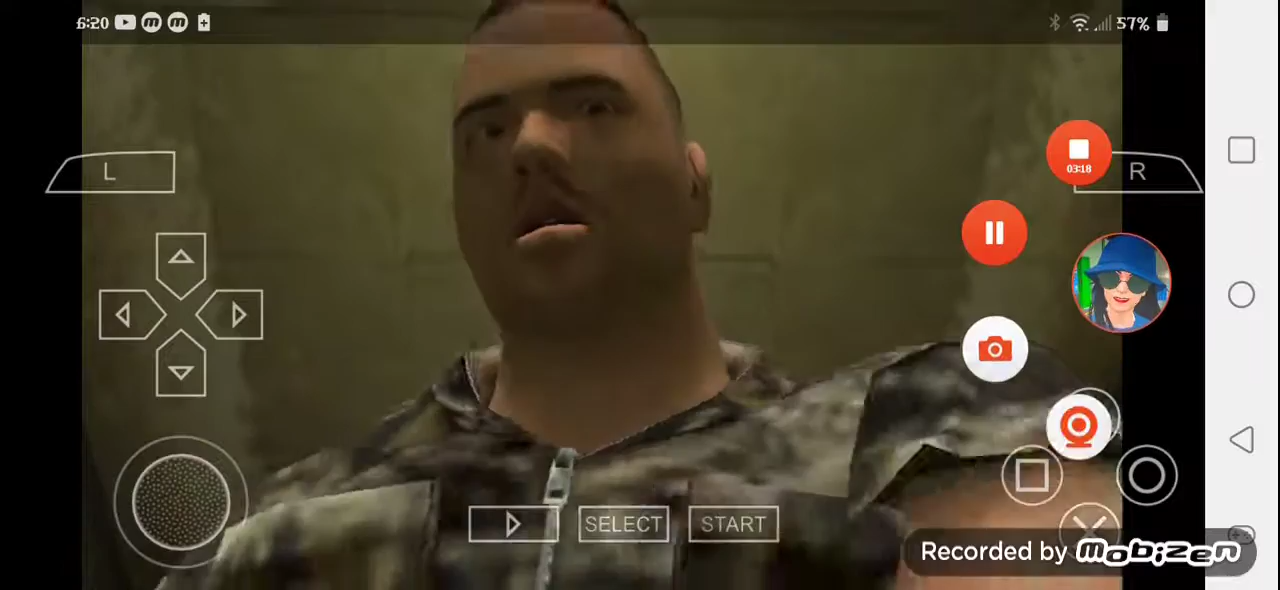 6:20
57%
L
R
03:18
SELECT
START
Recorded by mobizen